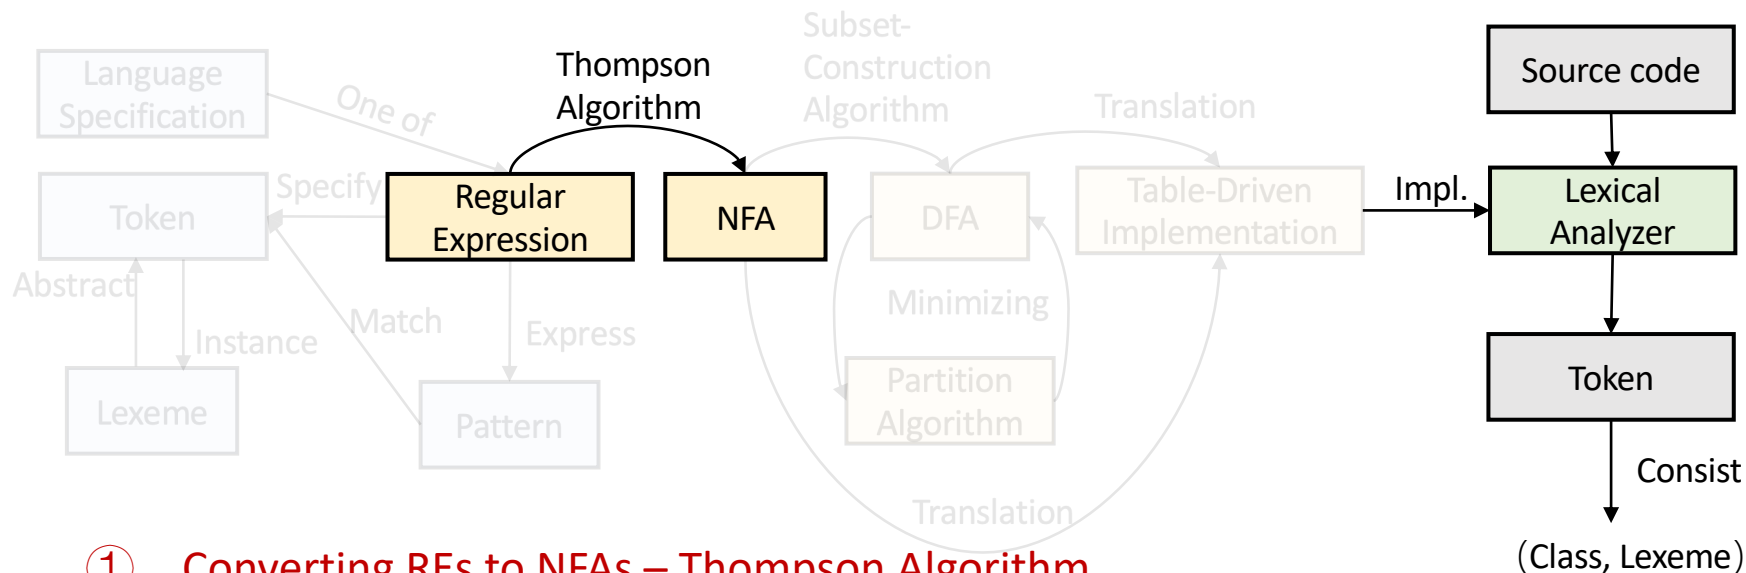 Subset-
Construction
Algorithm
Thompson
Algorithm
Language
Specification
One of
Translation
Source code
Specify
Token
Regular
Expression
NFA
DFA
Table-Driven
Implementation
Impl.
Lexical
Analyzer
Abstract
Instance
Match
Express
Minimizing
Lexeme
Pattern
Partition
Algorithm
Token
Consist
Translation
① Converting REs to NFAs – Thompson Algorithm
(Class, Lexeme)